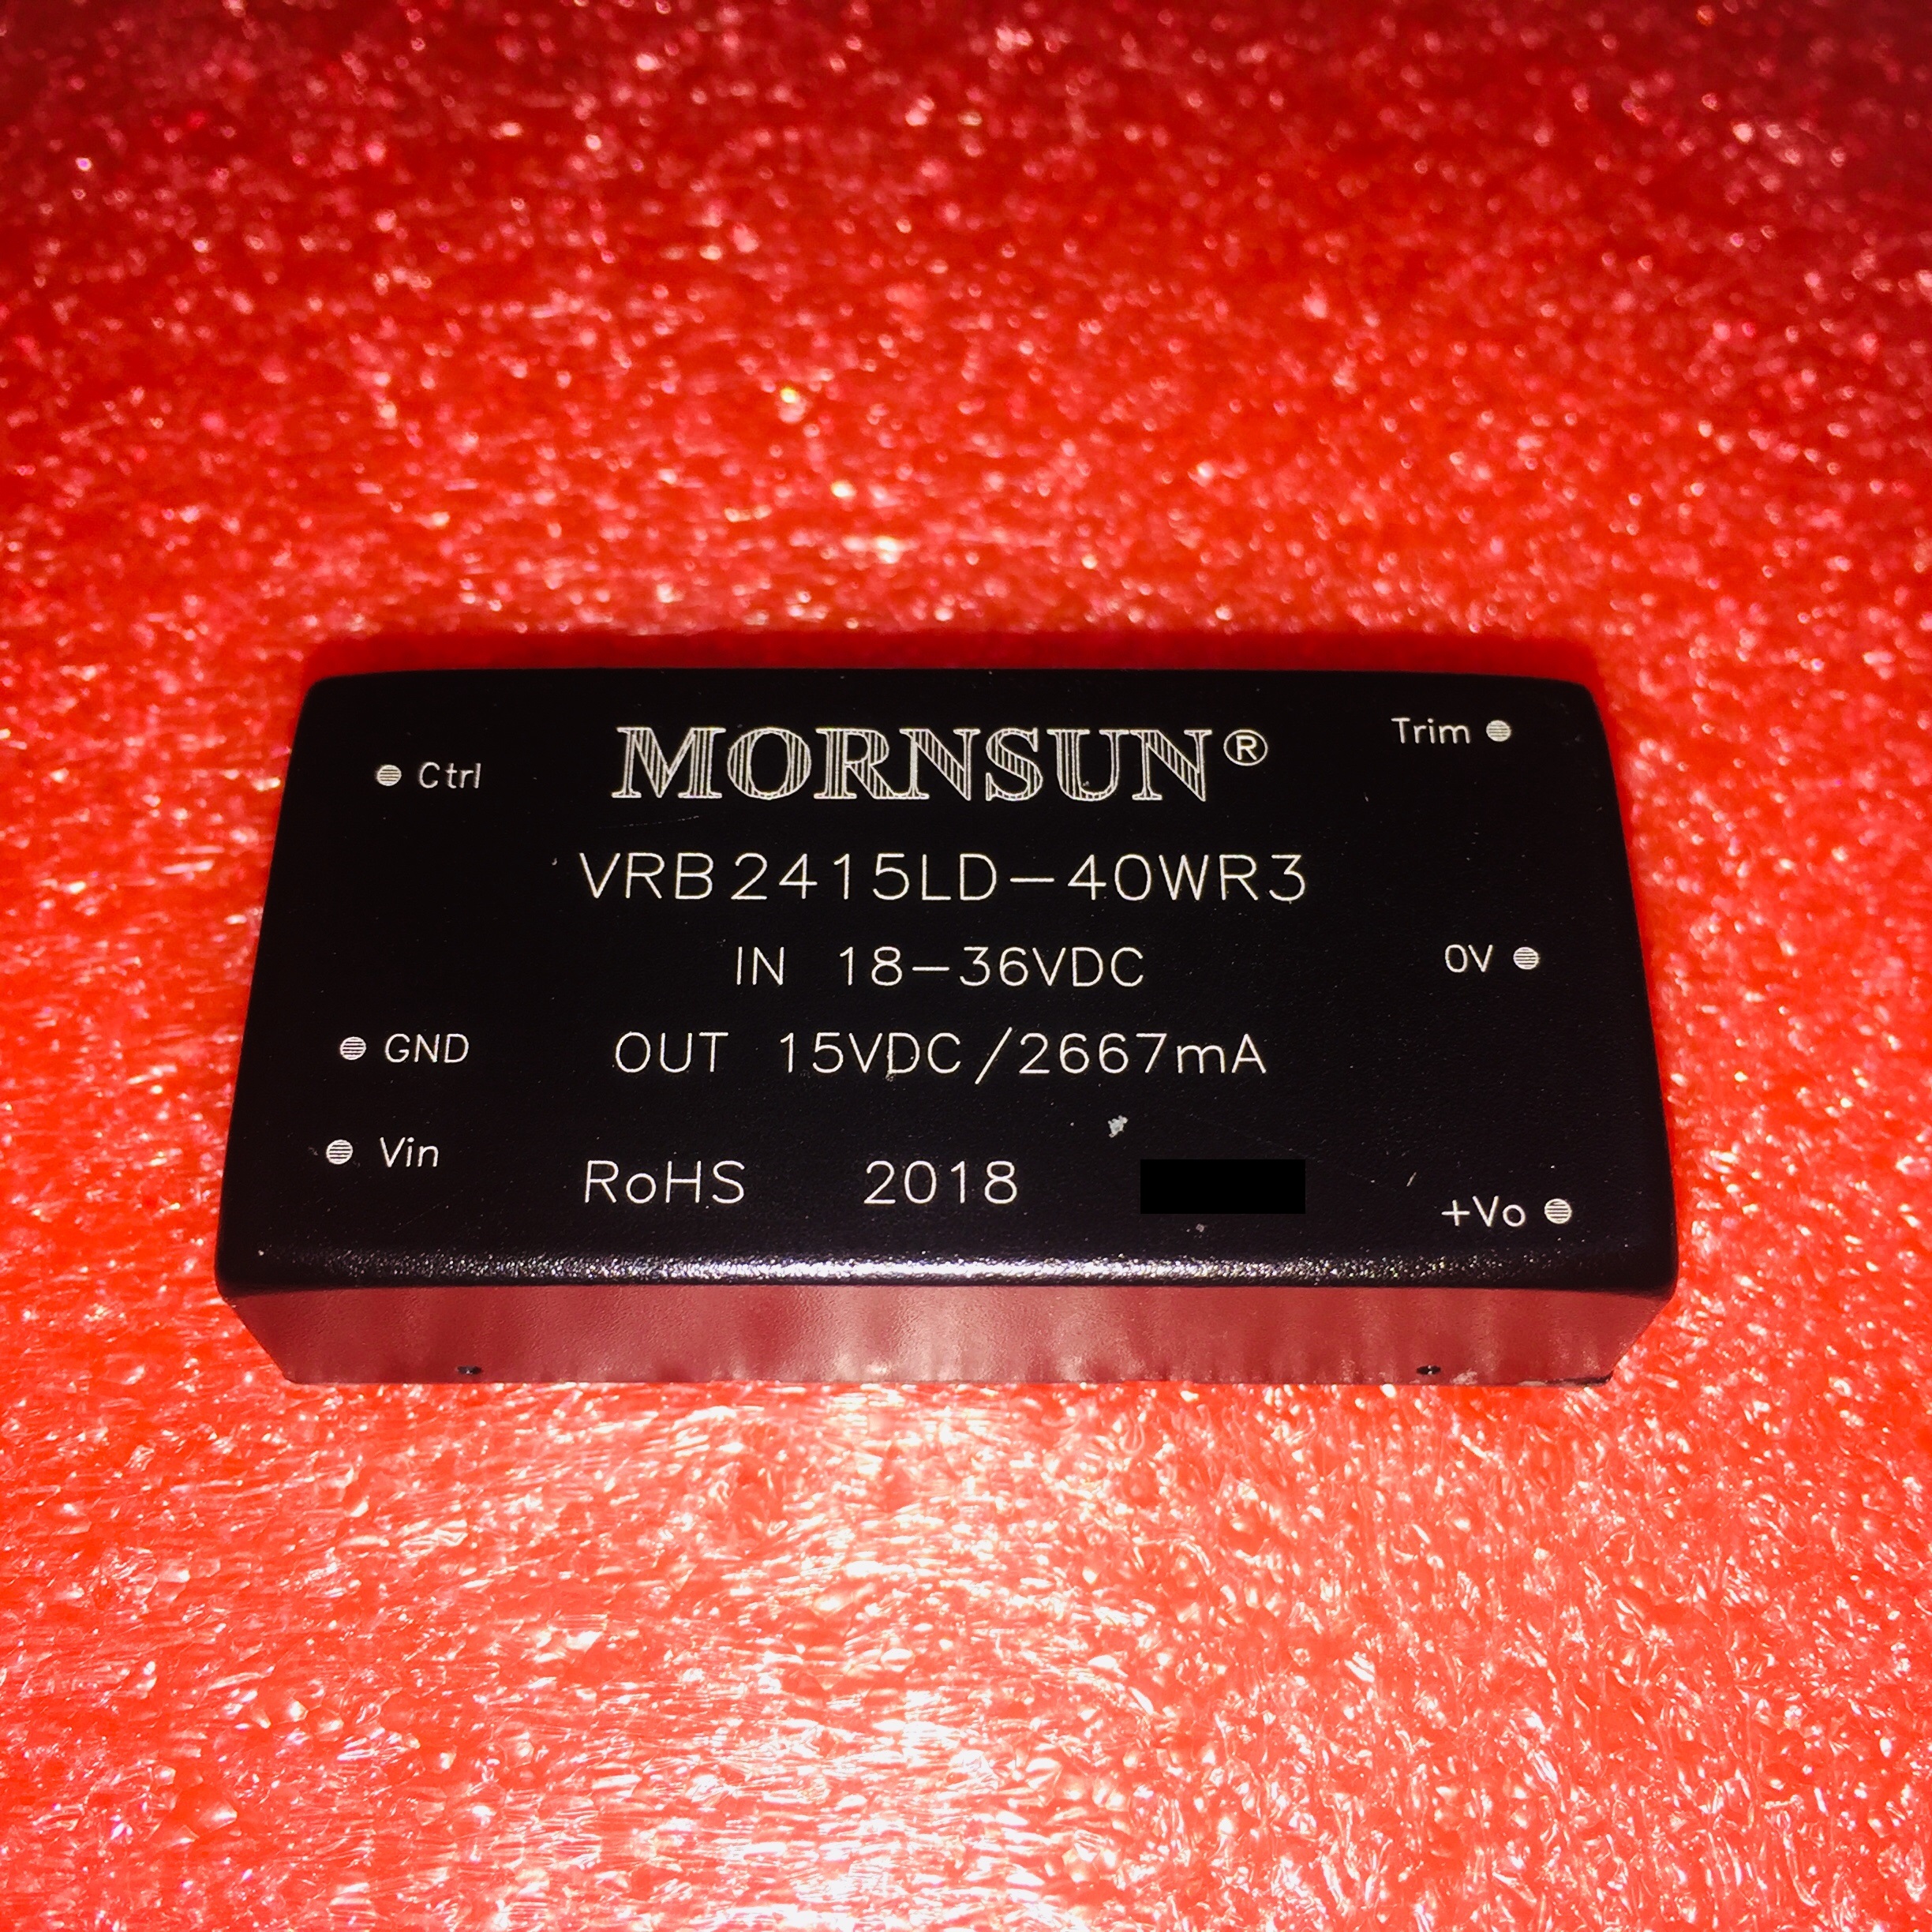 MORNSUN®
Ctrl
Trim
VRB2415LD-40WR3
IN 18-36VDC
0V
OUT 15VDC/2667mA
GND
Vin
RoHS 2018
+Vo